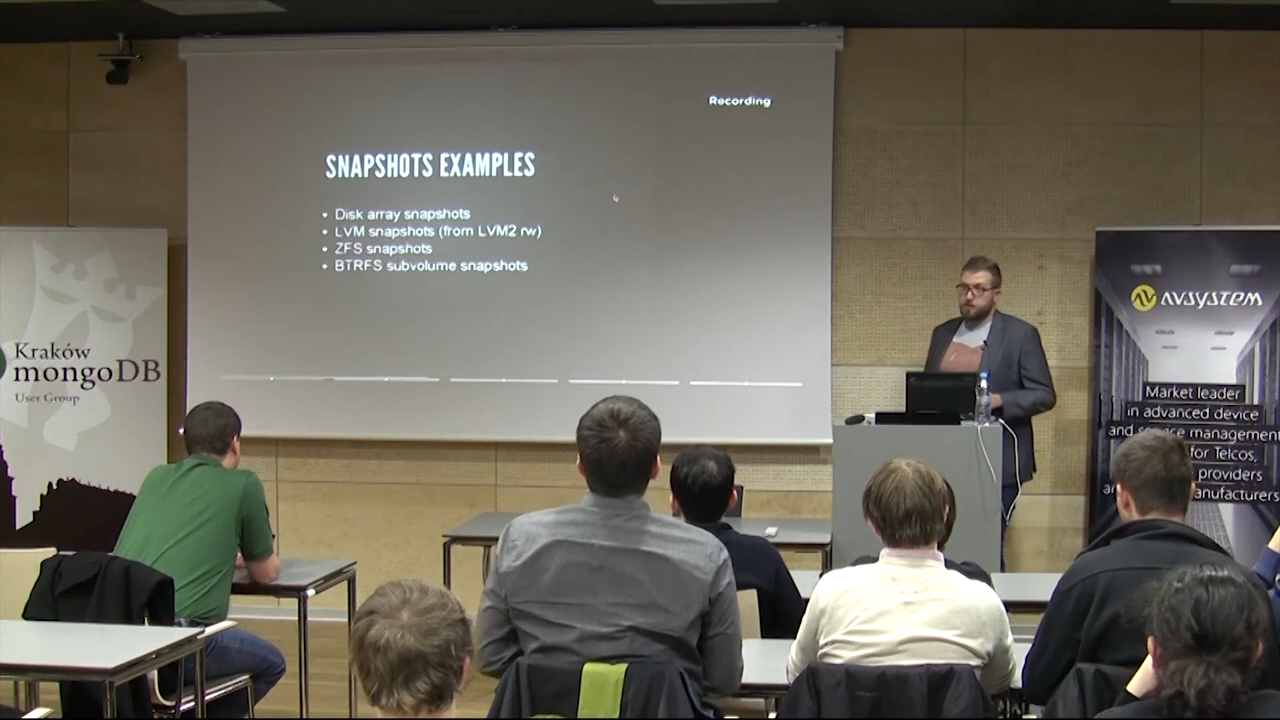 Recording
SNAPSHOTS EXAMPLES
• Disk array snapshots
• LVM snapshots (from LVM2 rw)
• ZFS snapshots
• BTRFS subvolume snapshots
Kraków
mongoDB
User Group
AVSYSTEM
Market leader
in advanced device
and service management
for Telcos,
providers
anufacturers